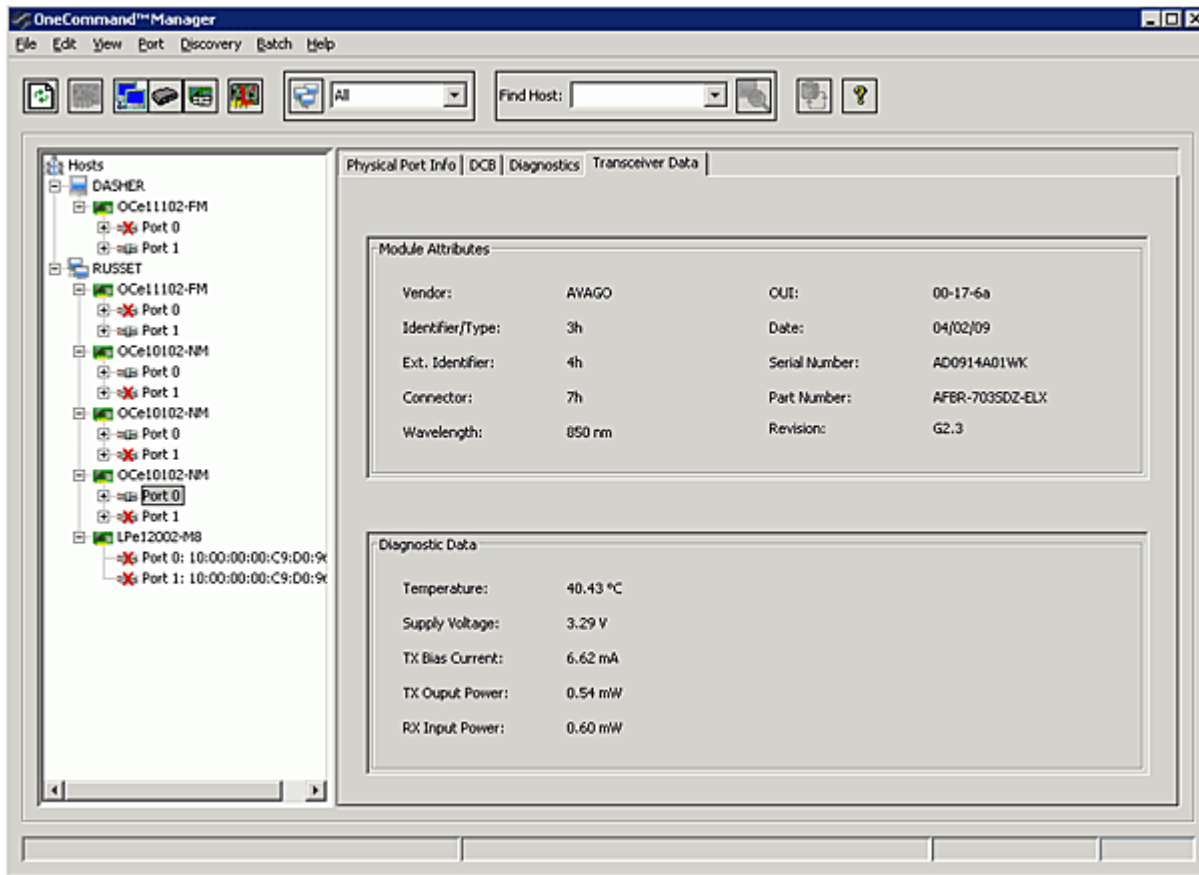 OneCommand™Manager
File Edit View Port Discovery Batch Help
All
Find Host:
Hosts
DASHER
OCe11102-FM
Port 0
Port 1
RUSSET
OCe11102-FM
Port 0
Port 1
OCe10102-NM
Port 0
Port 1
OCe10102-NM
Port 0
Port 1
OCe10102-NM
Port 0
Port 1
LPe12002-M8
Port 0: 10:00:00:00:C9:D0:9
Port 1: 10:00:00:00:C9:D0:9
Physical Port Info DCB Diagnostics Transceiver Data
Module Attributes
Vendor: AVAGO OUI: 00-17-6a
Identifier/Type: 3h Date: 04/02/09
Ext. Identifier: 4h Serial Number: AD0914A01WK
Connector: 7h Part Number: AFBR-703SDZ-ELX
Wavelength: 850 nm Revision: G2.3
Diagnostic Data
Temperature: 40.43 °C
Supply Voltage: 3.29 V
TX Bias Current: 6.62 mA
TX Ouput Power: 0.54 mW
RX Input Power: 0.60 mW